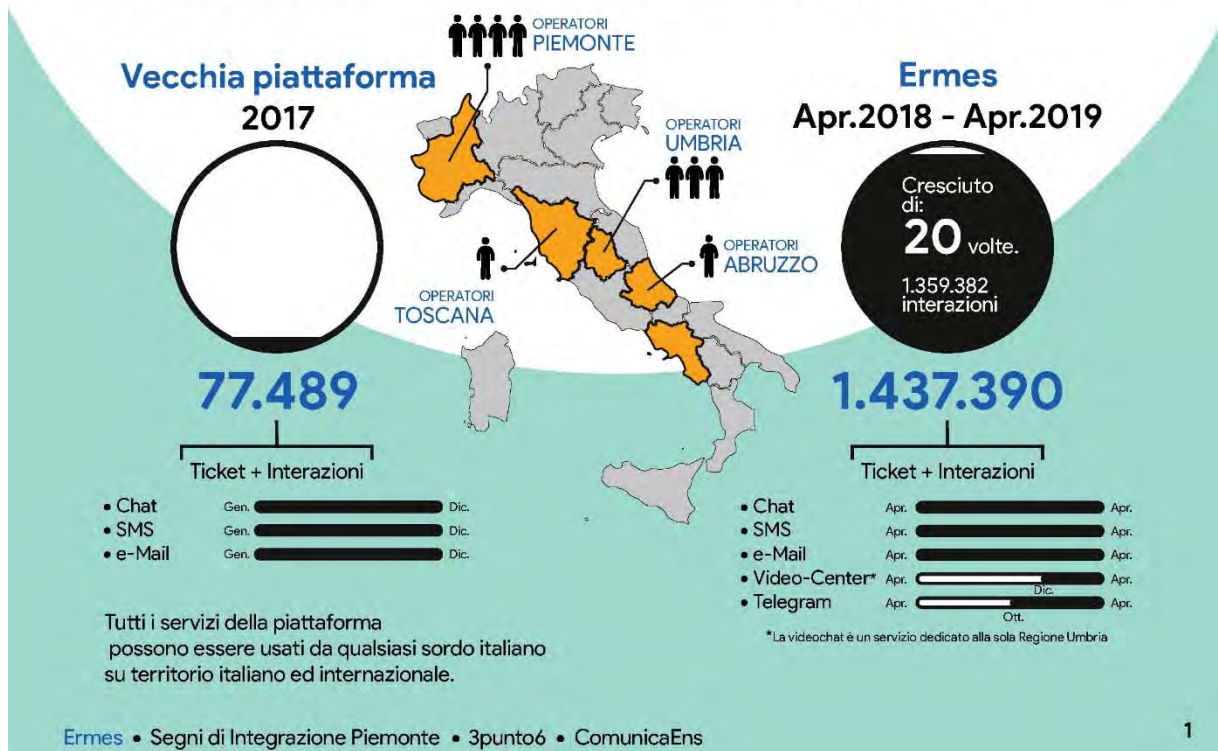 OPERATORI
PIEMONTE
Vecchia piattaforma
2017
Ermes
Apr.2018 - Apr.2019
OPERATORI
UMBRIA
OPERATORI
ABRUZZO
OPERATORI
TOSCANA
Cresciuto
di:
20 volte.
1.359.382
interazioni
77.489
Ticket + Interazioni
• Chat Gen. Dic.
• SMS Gen. Dic.
• e-Mail Gen. Dic.
1.437.390
Ticket + Interazioni
• Chat Apr. Apr.
• SMS Apr. Apr.
• e-Mail Apr. Apr.
• Video-Center* Apr. Apr.
Dic.
• Telegram Apr. Apr.
Ott.
*La videochat è un servizio dedicato alla sola Regione Umbria
Tutti i servizi della piattaforma
possono essere usati da qualsiasi sordo italiano
su territorio italiano ed internazionale.
Ermes • Segni di Integrazione Piemonte • 3punto6 • ComunicaEns
1